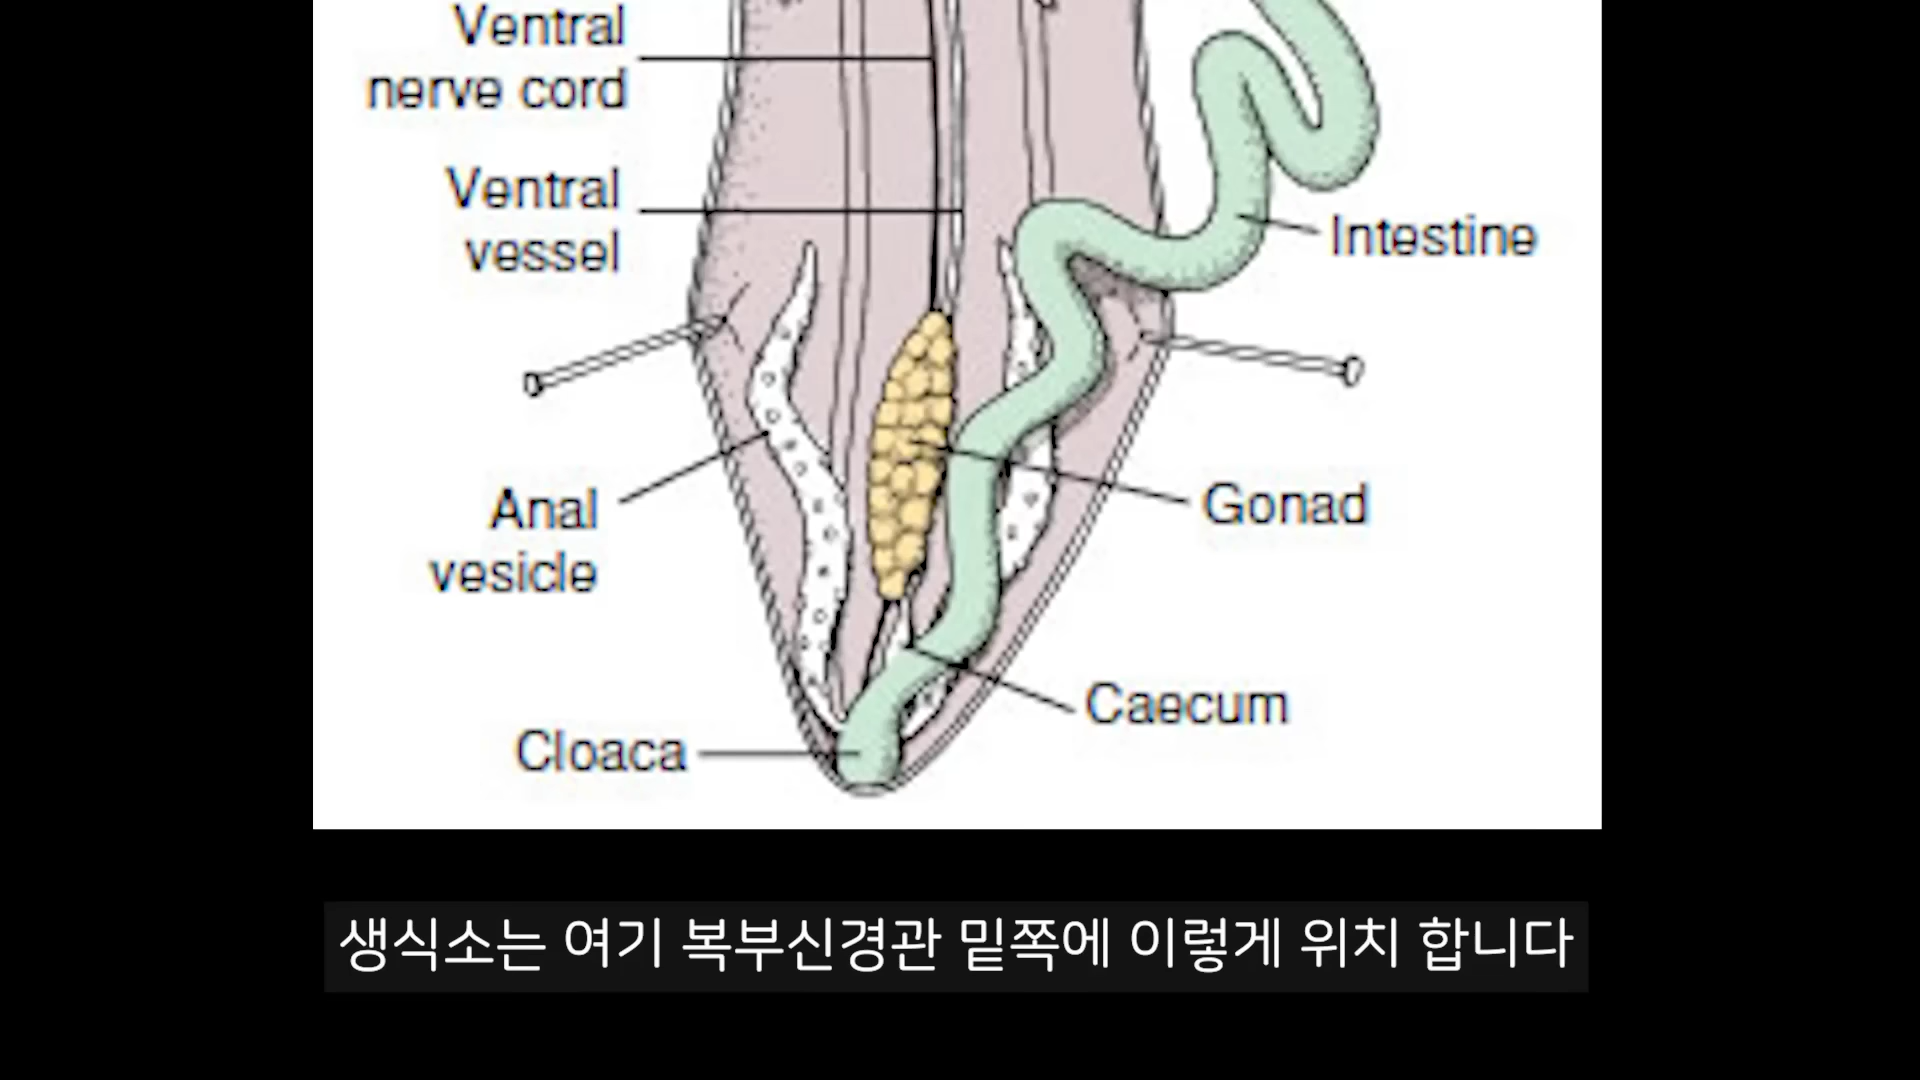 Ventral
nerve cord
Ventral
vessel
Intestine
Anal
vesicle
Gonad
Caecum
Cloaca
생식소는 여기 복부신경관 밑쪽에 이렇게 위치 합니다